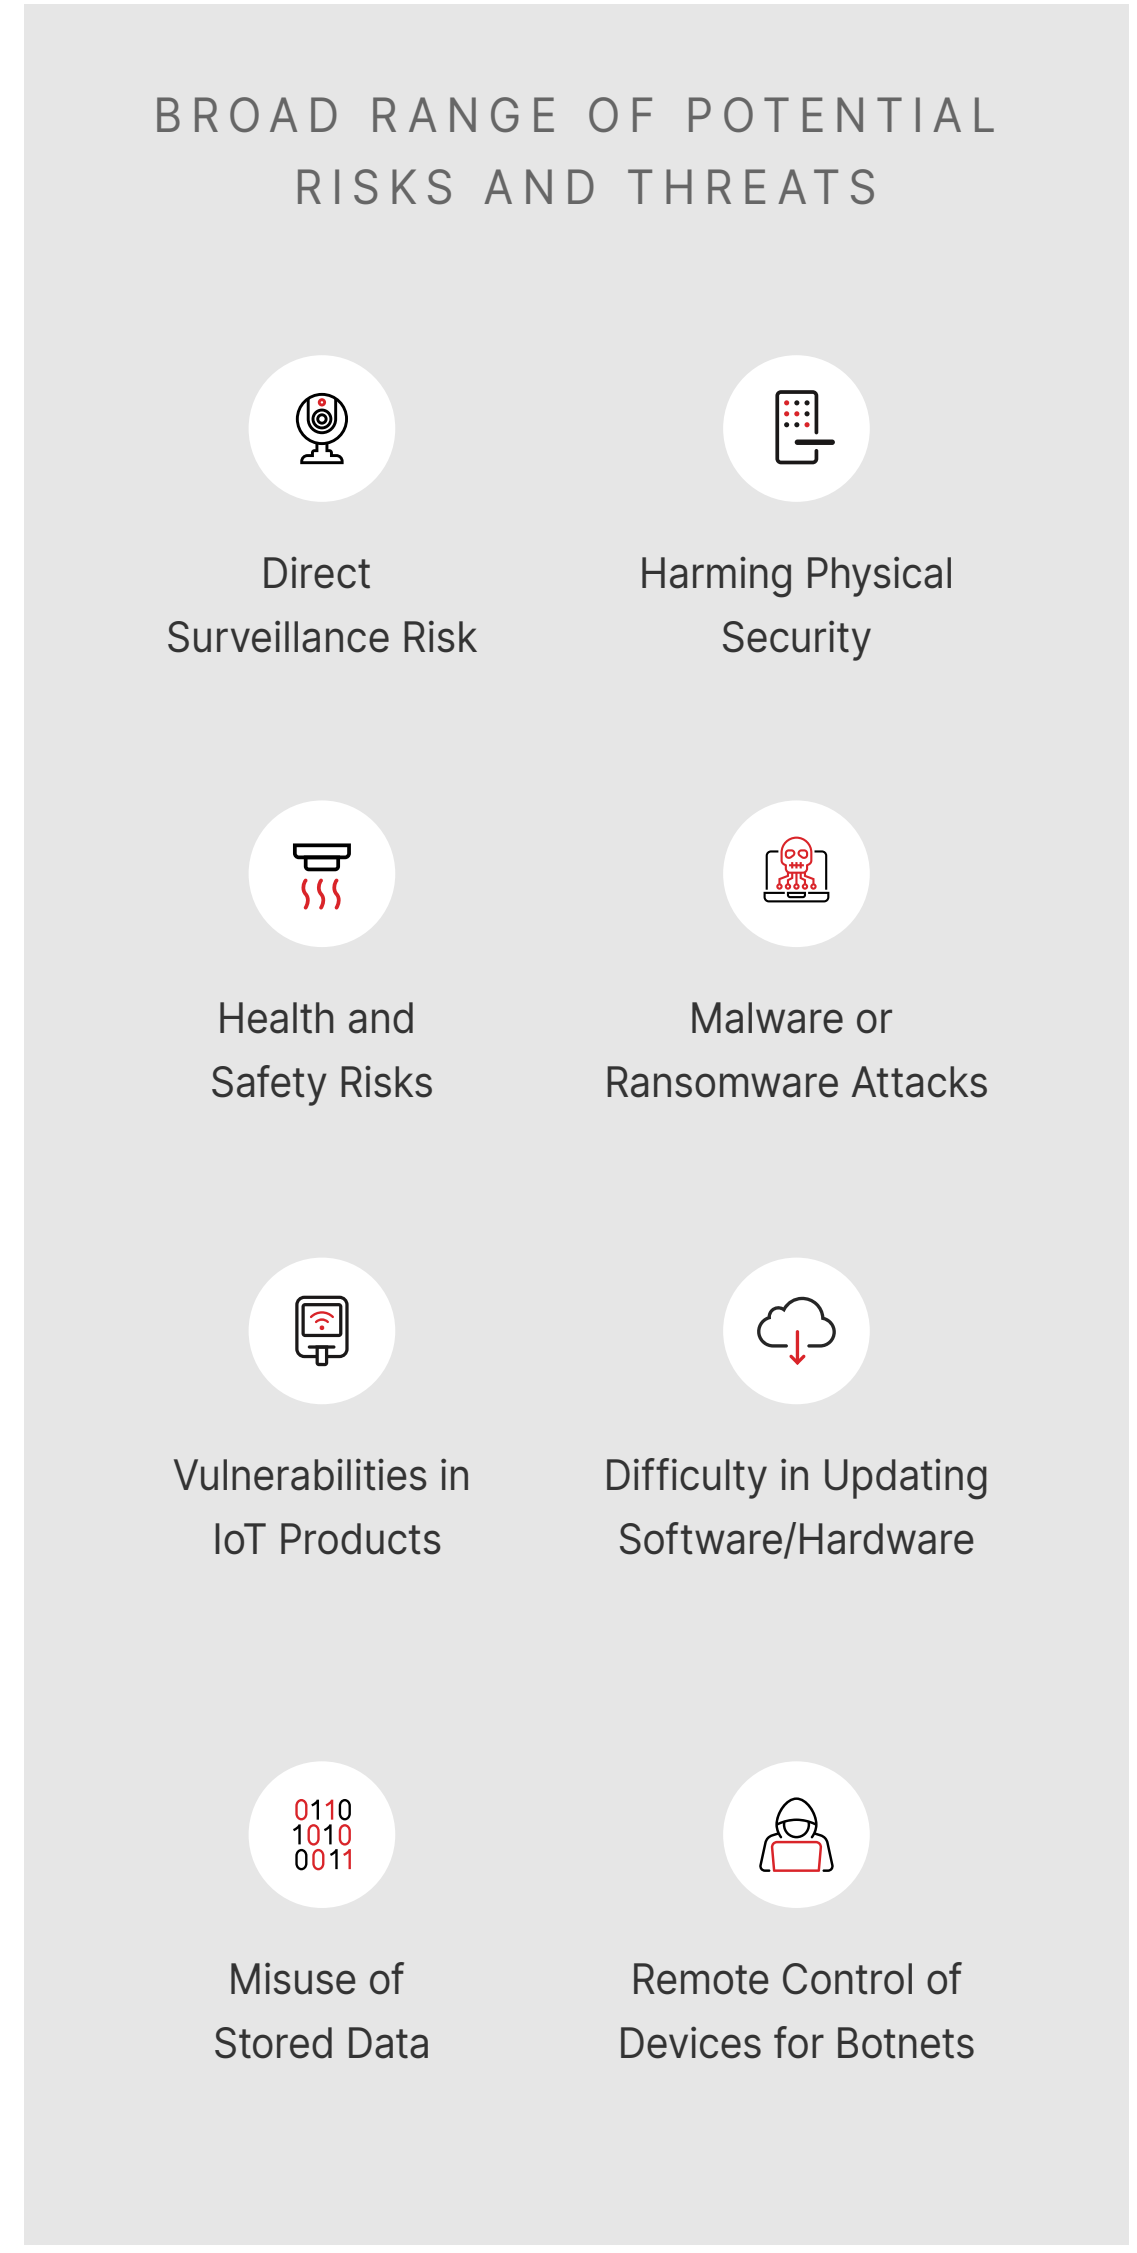 BROAD RANGE OF POTENTIAL
RISKS AND THREATS
Direct
Surveillance Risk
Harming Physical
Security
Health and
Safety Risks
Malware or
Ransomware Attacks
Vulnerabilities in
IoT Products
Difficulty in Updating
Software/Hardware
0110
1010
0011
Misuse of
Stored Data
Remote Control of
Devices for Botnets